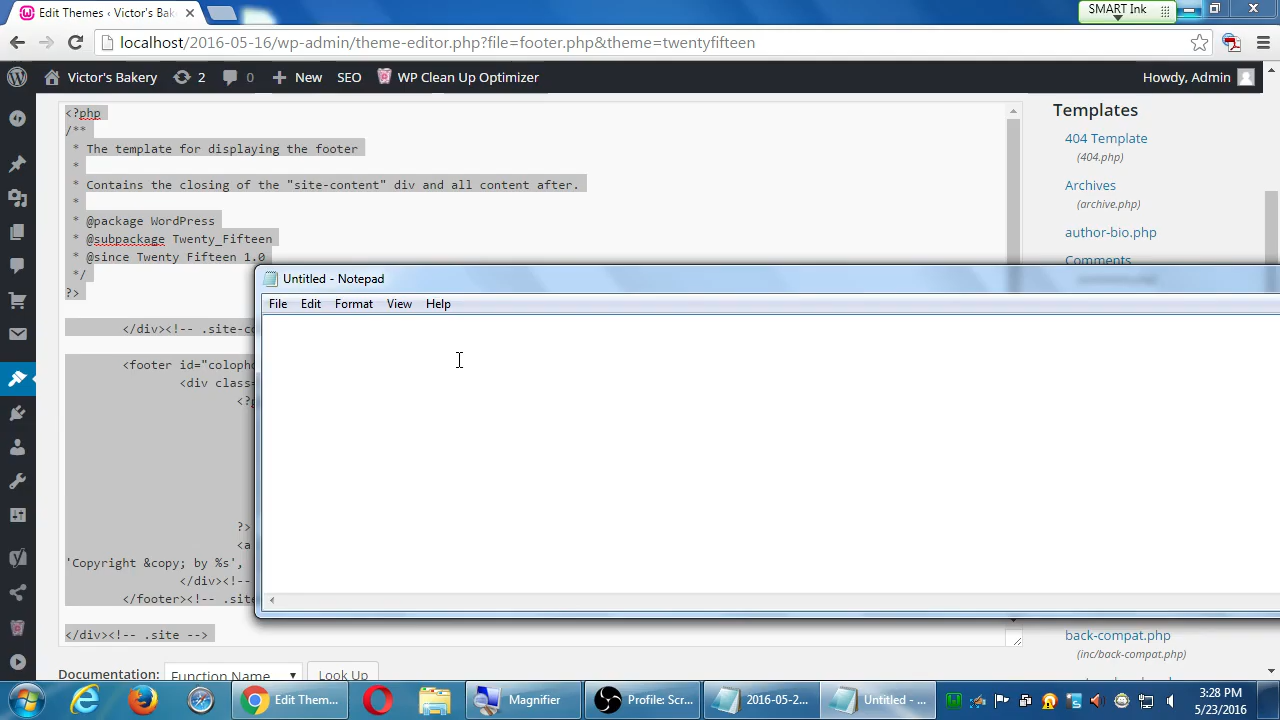 Edit Themes ‹ Victor's Bak
SMART Ink
localhost/2016-05-16/wp-admin/theme-editor.php?file=footer.php&theme=twentyfifteen
Victor's Bakery 2 0 New SEO WP Clean Up Optimizer Howdy, Admin
<?php
/**
* The template for displaying the footer
*
* Contains the closing of the "site-content" div and all content after.
*
* @package WordPress
* @subpackage Twenty_Fifteen
* @since Twenty Fifteen 1.0
*/
?>
</div><!-- .site-co
<footer id="colopho
<div class=
<?
?>
<a
'Copyright &copy; by %s',
</div><!--
</footer><!-- .site
</div><!-- .site -->
Documentation: Function Name... Look Up
Templates
404 Template
(404.php)
Archives
(archive.php)
author-bio.php
Comments
back-compat.php
(inc/back-compat.php)
Untitled - Notepad
File Edit Format View Help
Edit Them... Magnifier Profile: Scr... 2016-05-2... Untitled - ...
3:28 PM
5/23/2016